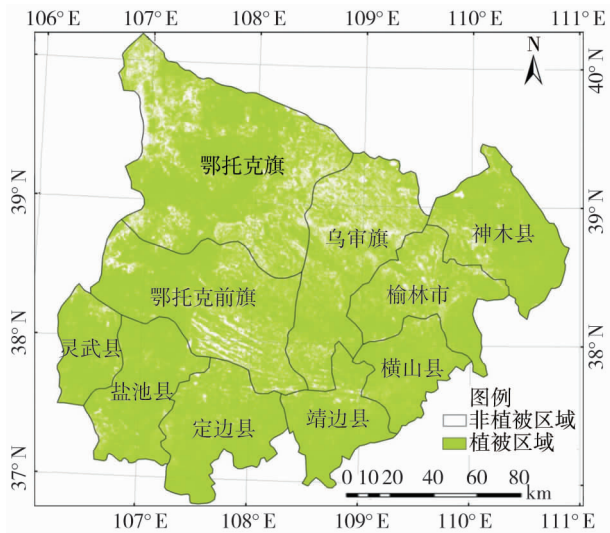 106°E 107°E 108°E 109°E 110°E 111°E
N
40°N
鄂托克旗
39°N
39°N
乌审旗
神木县
鄂托克前旗
榆林市
38°N
38°N
灵武县
横山县
盐池县
图例
定边县
靖边县
非植被区域
植被区域
37°N
37°N
0 10 20 40 60 80
km
107°E 108°E 109°E 110°E 111°E